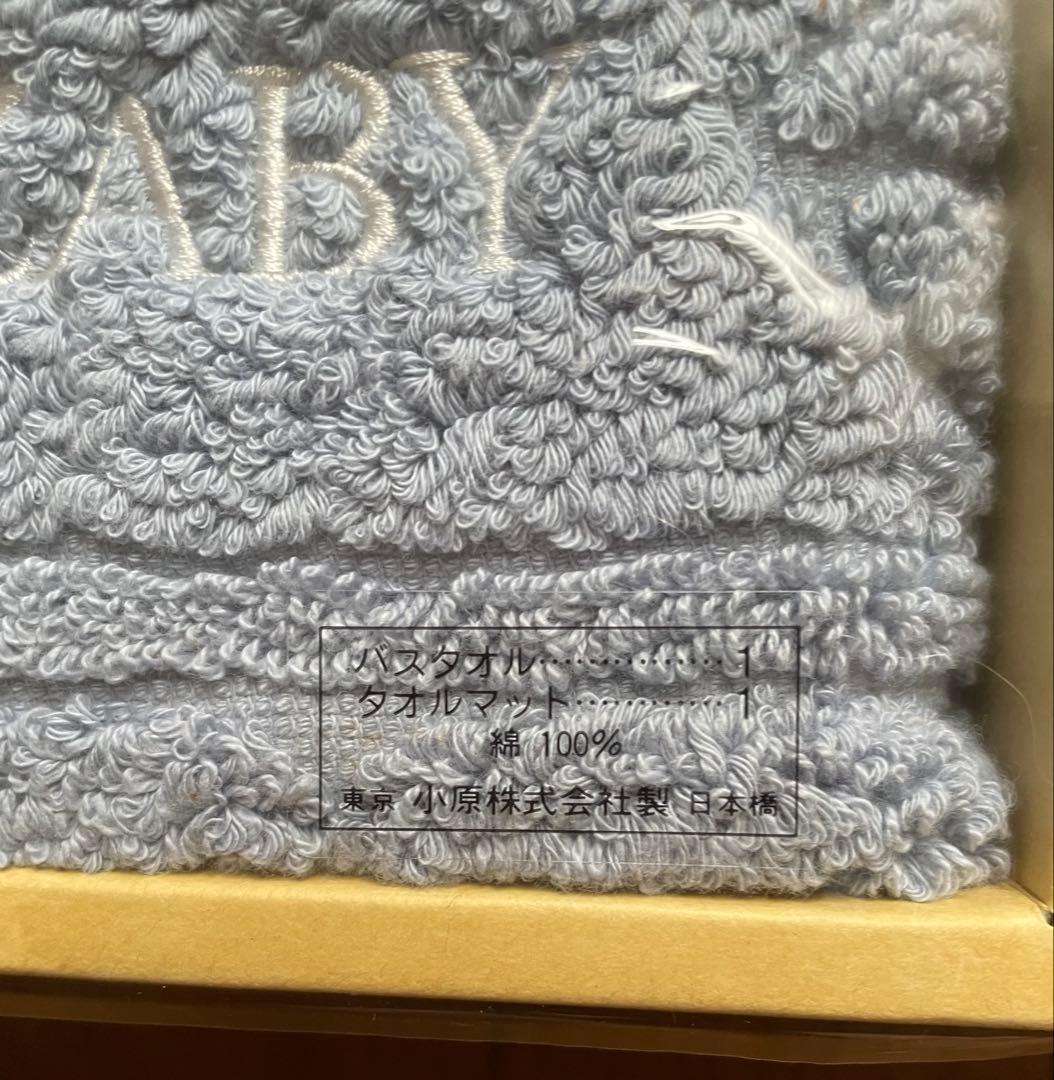 ABY
バスタオル……………1
タオルマット…………1
綿 100%
東京 小原株式会社製 日本橋